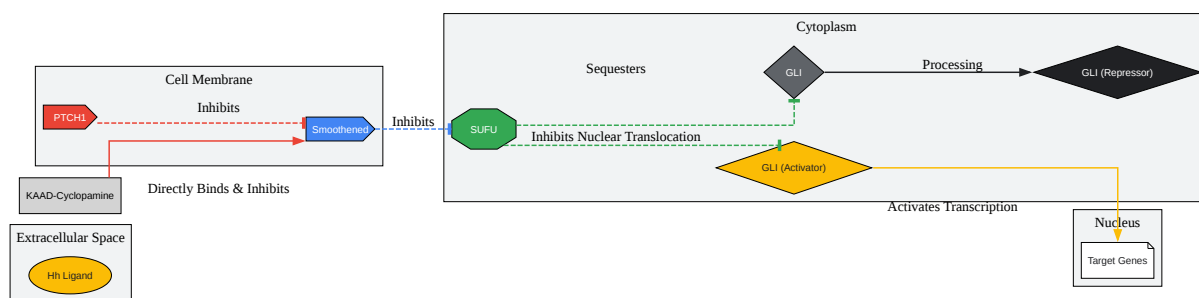 Cytoplasm
Sequesters
GLI
Processing
GLI (Repressor)
Cell Membrane
PTCH1
Inhibits
Smoothened
Inhibits
SUFU
Inhibits Nuclear Translocation
GLI (Activator)
KAAD-Cyclopamine
Directly Binds & Inhibits
Activates Transcription
Nucleus
Target Genes
Extracellular Space
Hh Ligand